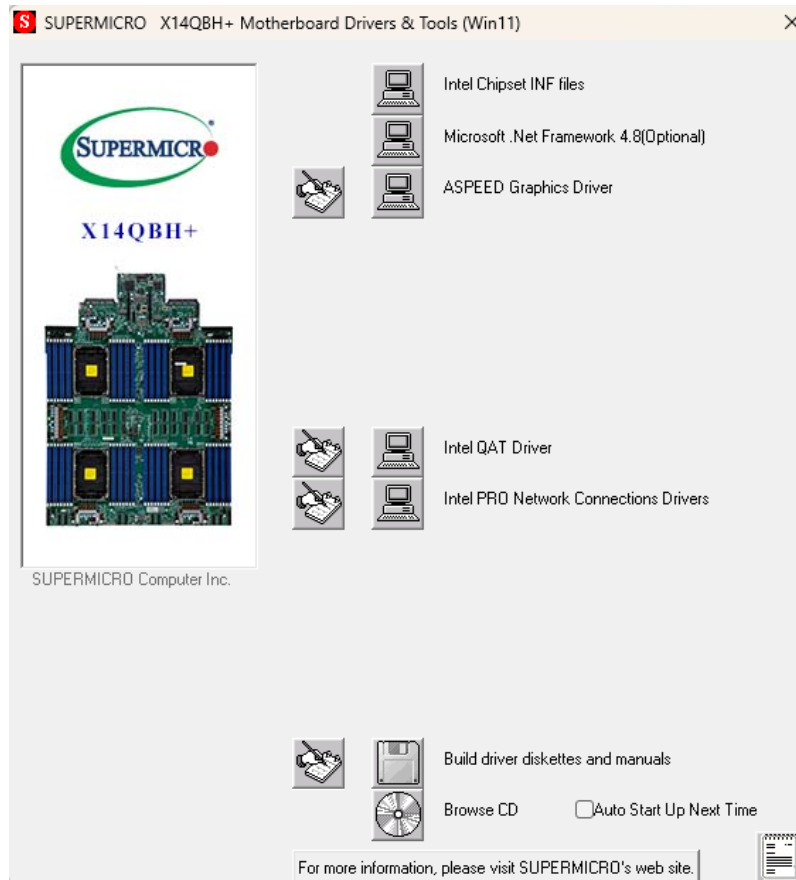 S SUPERMICRO X14QBH+ Motherboard Drivers & Tools (Win11)
SUPERMICRO
X14QBH+
SUPERMICRO Computer Inc.
Intel Chipset INF files
Microsoft .Net Framework 4.8(Optional)
ASPEED Graphics Driver
Intel QAT Driver
Intel PRO Network Connections Drivers
Build driver diskettes and manuals
Browse CD Auto Start Up Next Time
For more information, please visit SUPERMICRO's web site.